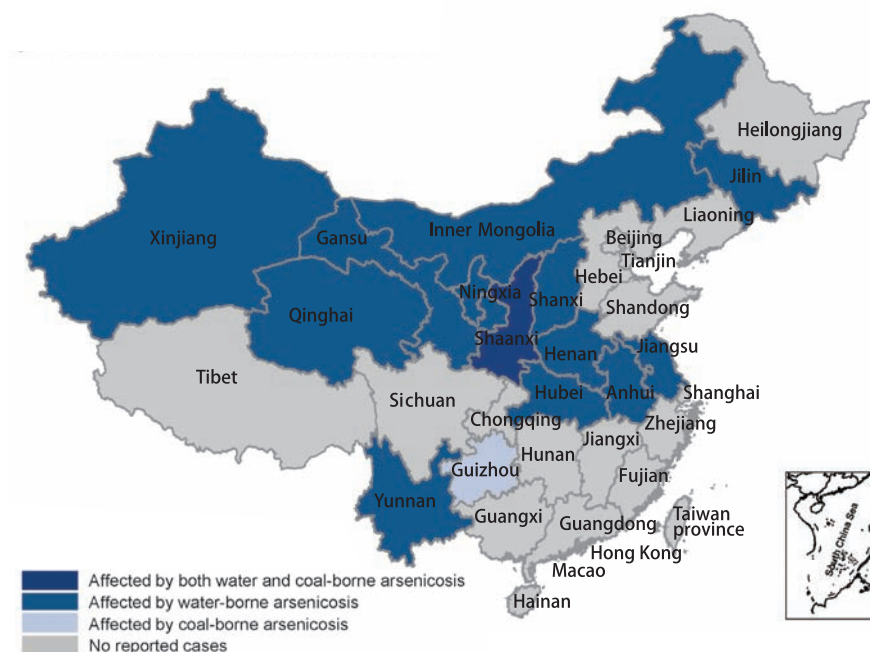 Heilongjiang
Jilin
Liaoning
Inner Mongolia
Xinjiang
Gansu
Beijing
Tianjin
Hebei
Ningxia
Shanxi
Shandong
Qinghai
Shaanxi
Henan
Jiangsu
Tibet
Sichuan
Hubei
Anhui
Shanghai
Chongqing
Zhejiang
Hunan
Jiangxi
Guizhou
Fujian
Yunnan
Guangxi
Guangdong
Taiwan
province
Hong Kong
Macao
Hainan
South China Sea
Affected by both water and coal-borne arsenicosis
Affected by water-borne arsenicosis
Affected by coal-borne arsenicosis
No reported cases